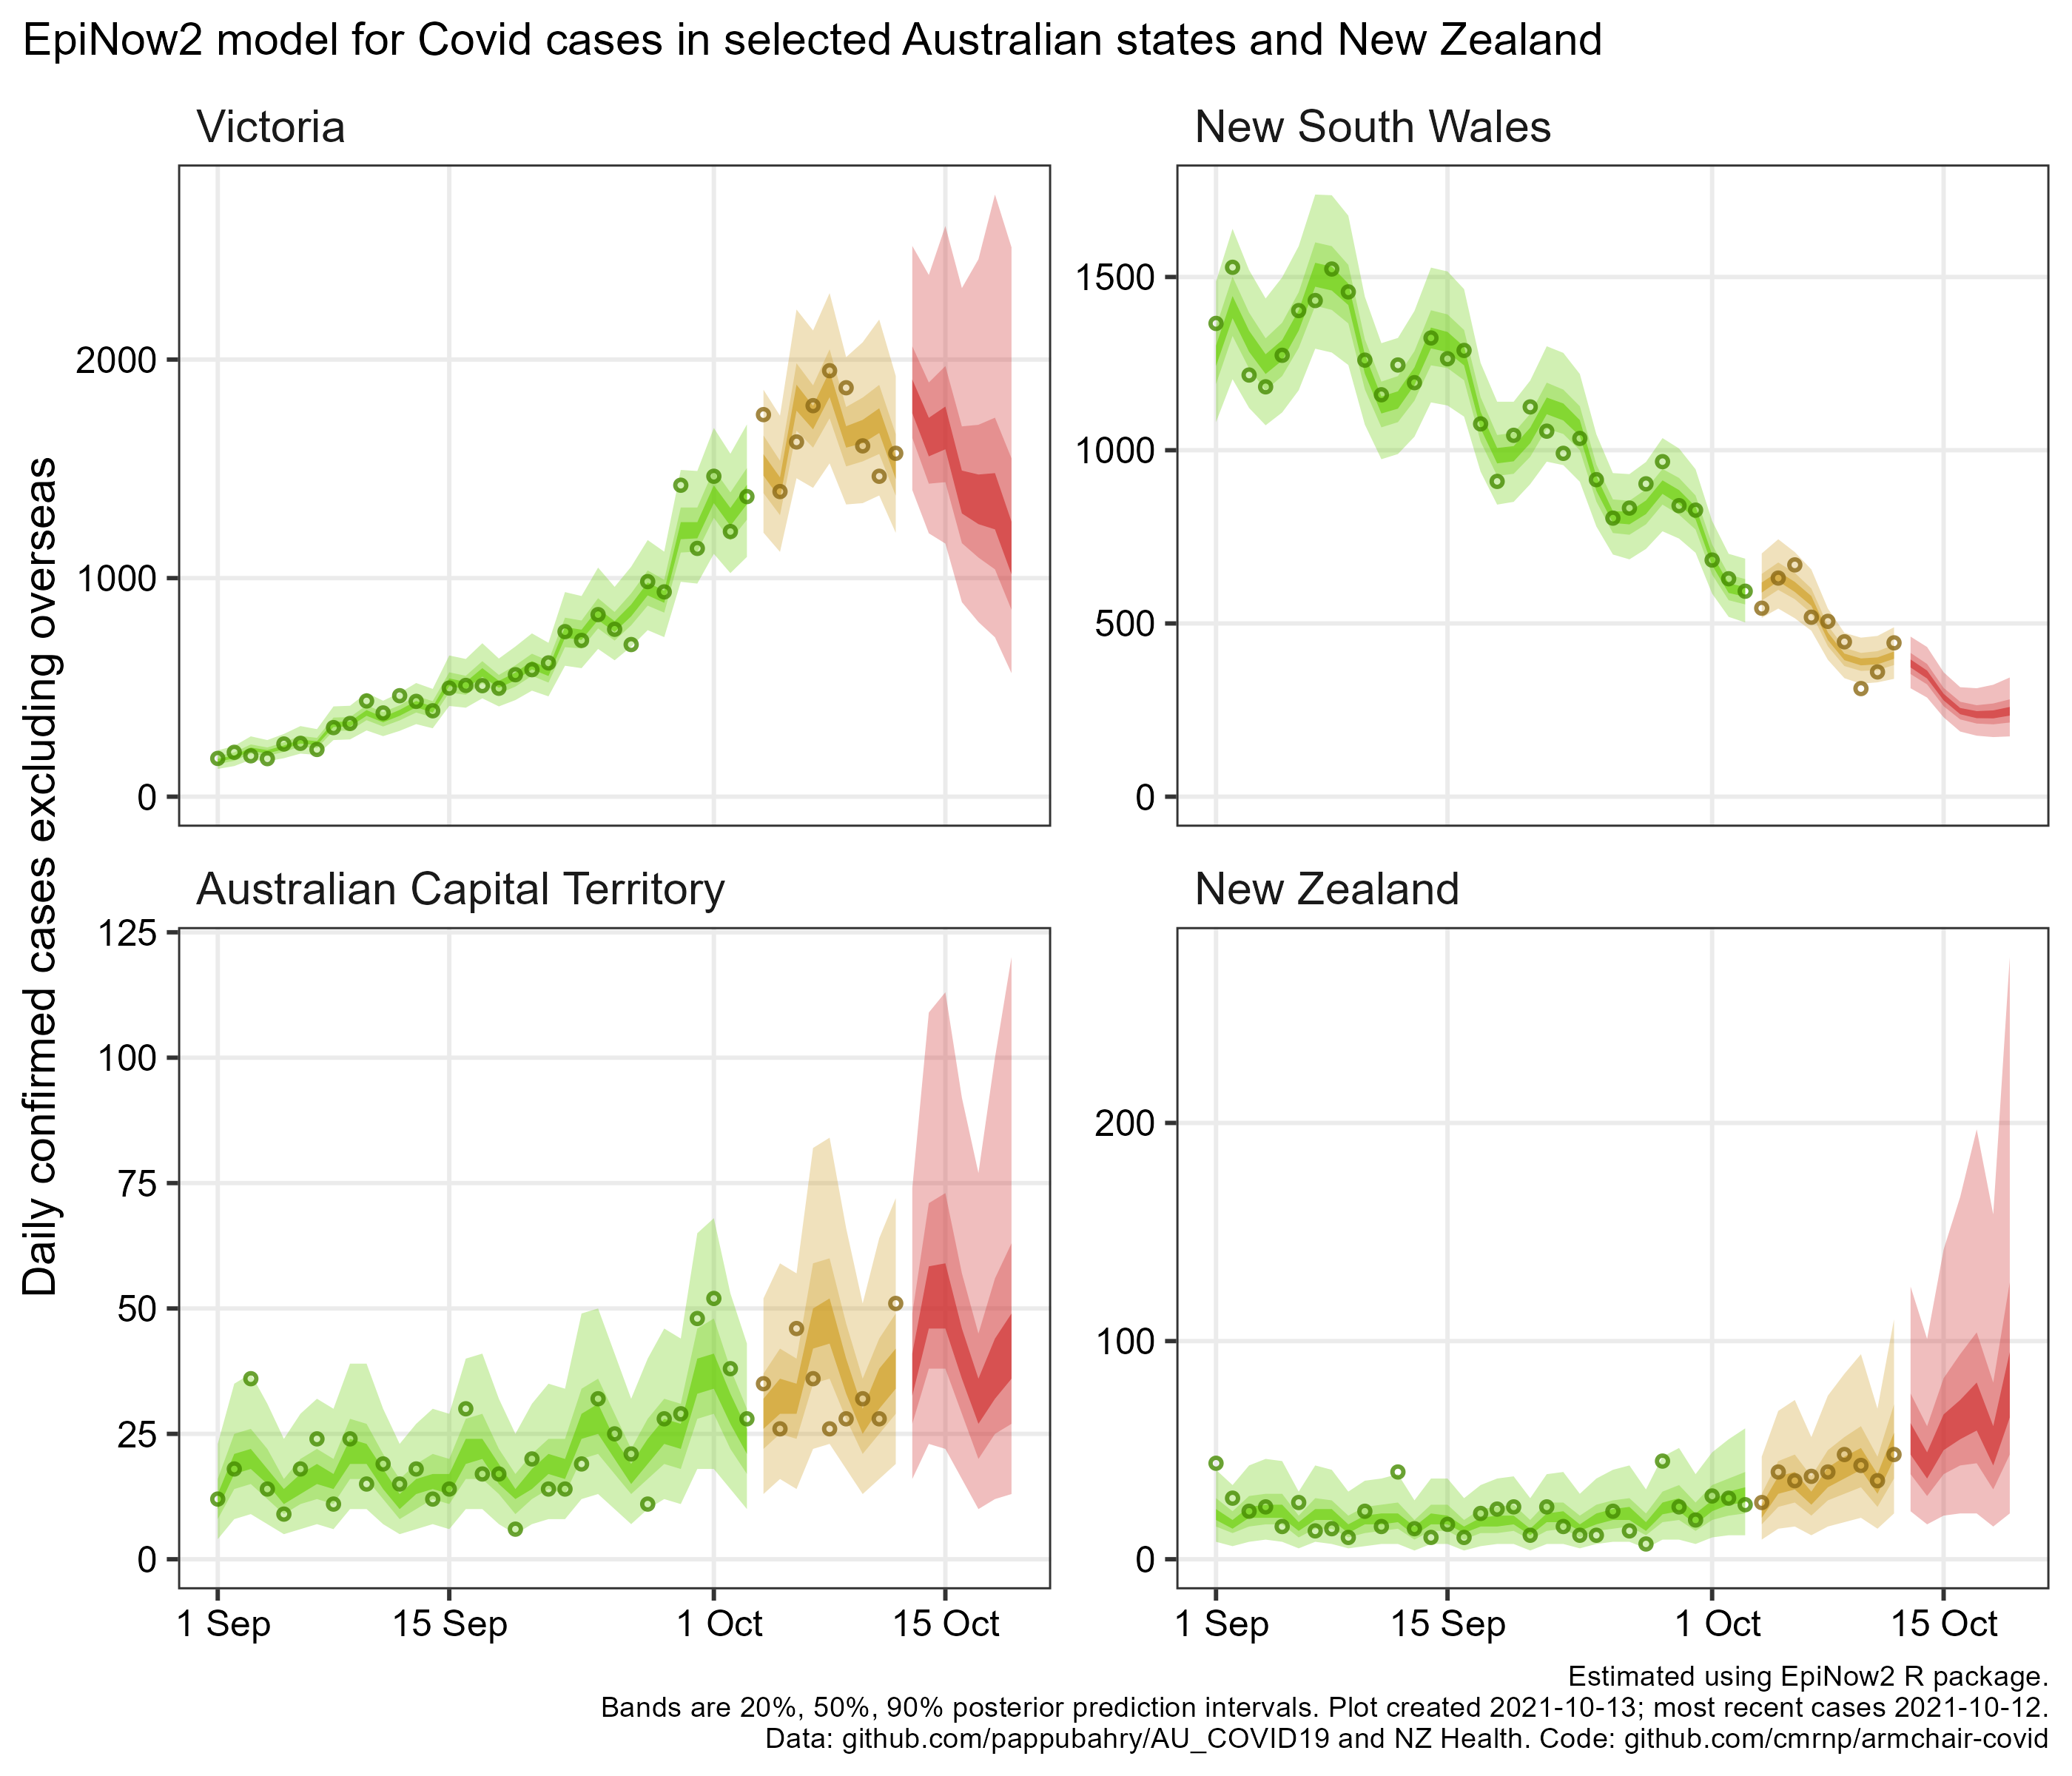 EpiNow2 model for Covid cases in selected Australian states and New Zealand
Daily confirmed cases excluding overseas
Victoria
2000
1000
0
New South Wales
1500
1000
500
0
Australian Capital Territory
125
100
75
50
25
0
1 Sep
15 Sep
1 Oct
15 Oct
New Zealand
200
100
0
1 Sep
15 Sep
1 Oct
15 Oct
Estimated using EpiNow2 R package.
Bands are 20%, 50%, 90% posterior prediction intervals. Plot created 2021-10-13; most recent cases 2021-10-12.
Data: github.com/pappubahry/AU_COVID19 and NZ Health. Code: github.com/cmrnp/armchair-covid